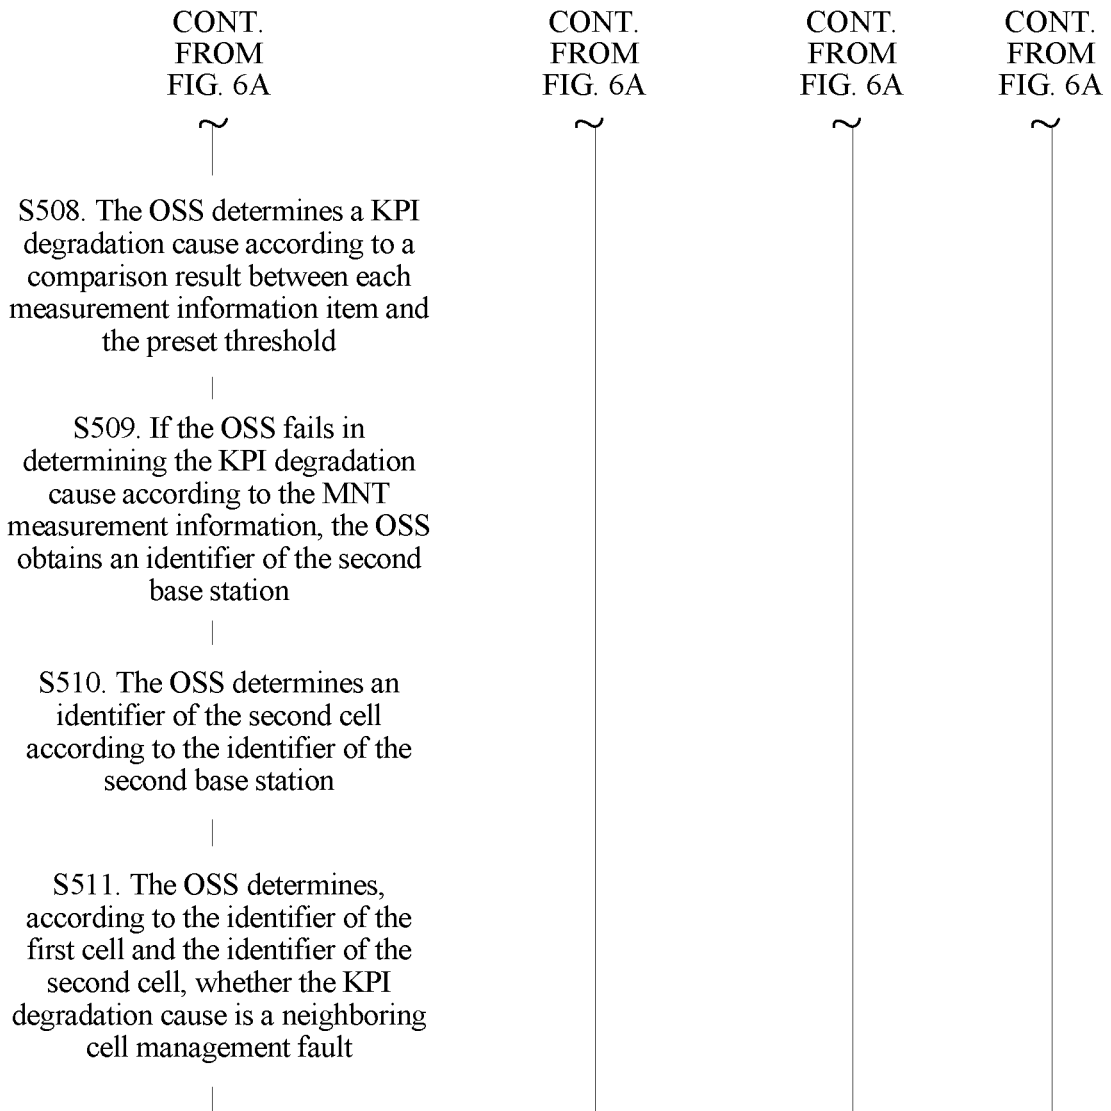 CONT.
FROM
FIG. 6A
CONT.
FROM
FIG. 6A
CONT.
FROM
FIG. 6A
CONT.
FROM
FIG. 6A
S508. The OSS determines a KPI
degradation cause according to a
comparison result between each
measurement information item and
the preset threshold
S509. If the OSS fails in
determining the KPI degradation
cause according to the MNT
measurement information, the OSS
obtains an identifier of the second
base station
S510. The OSS determines an
identifier of the second cell
according to the identifier of the
second base station
S511. The OSS determines,
according to the identifier of the
first cell and the identifier of the
second cell, whether the KPI
degradation cause is a neighboring
cell management fault